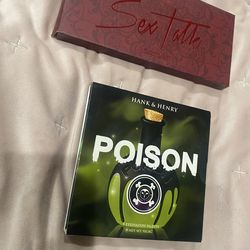 Sex Talk
HANK & HENRY
POISON